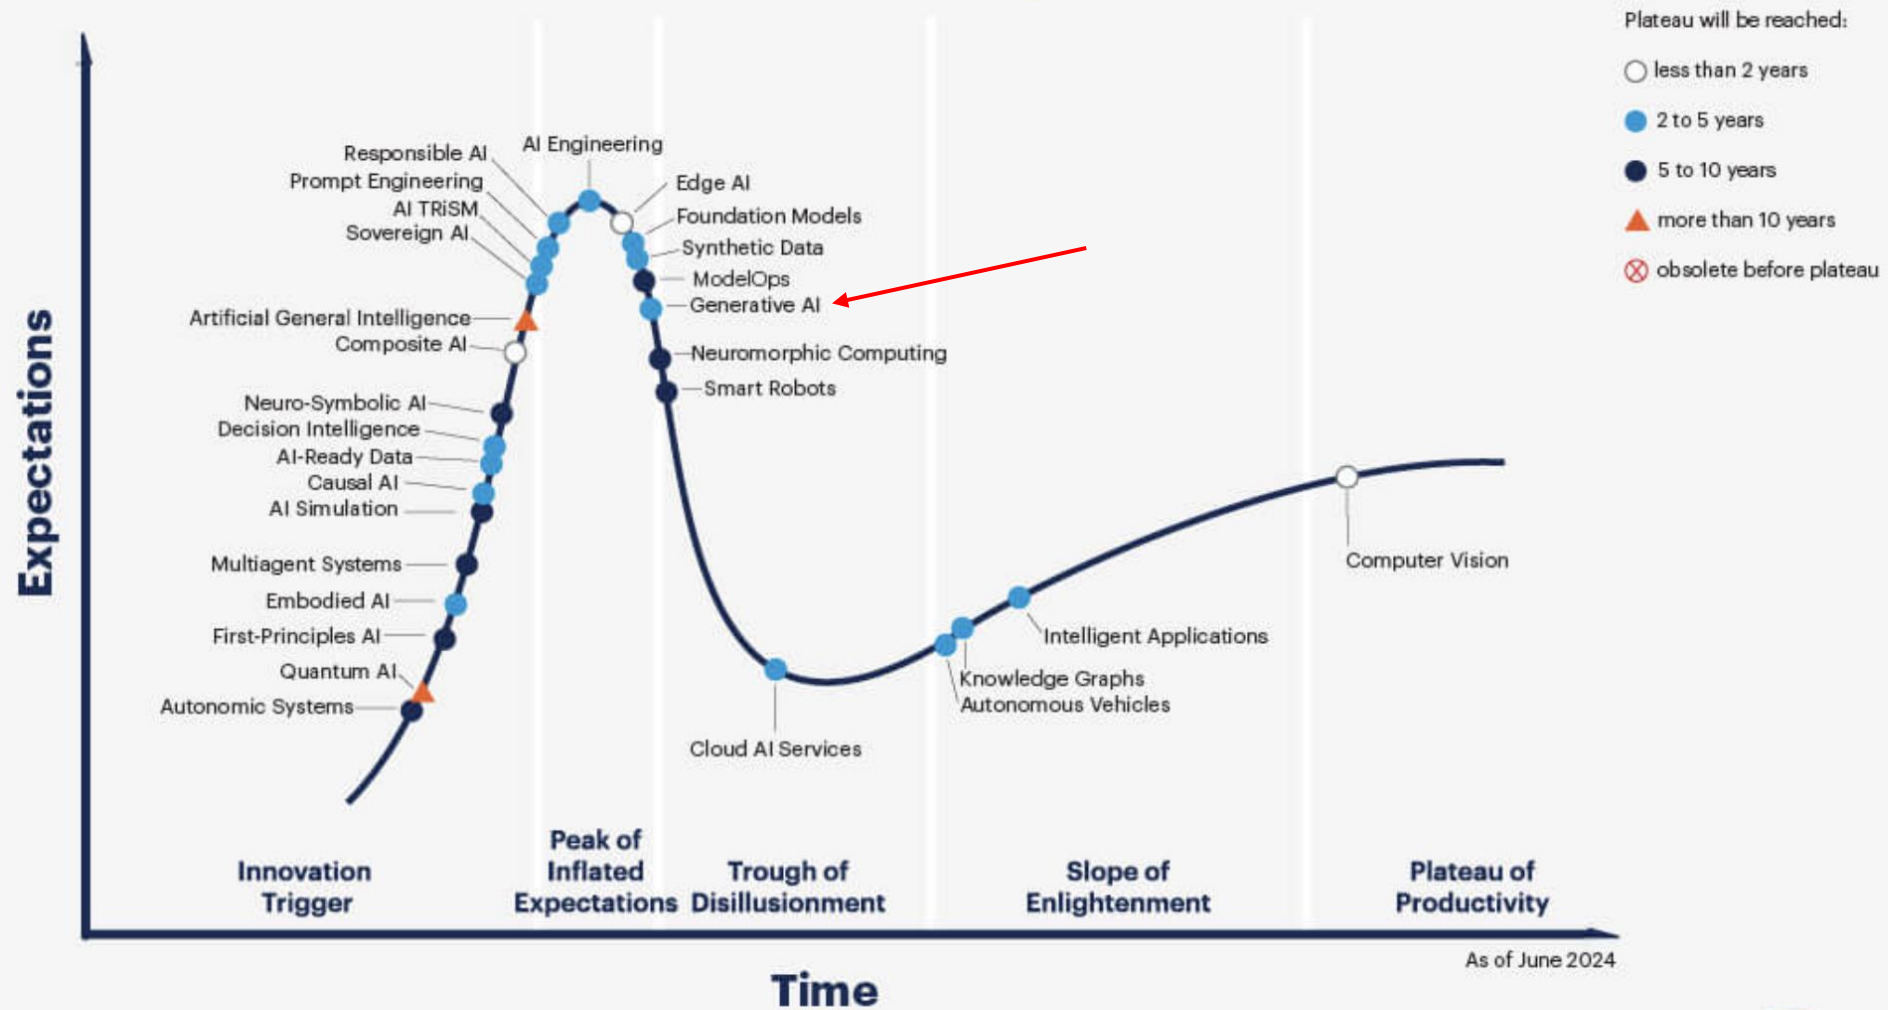 Plateau will be reached:
less than 2 years
2 to 5 years
5 to 10 years
more than 10 years
obsolete before plateau
AI Engineering
Responsible AI
Prompt Engineering
AI TRiSM
Sovereign AI
Artificial General Intelligence
Composite AI
Neuro-Symbolic AI
Decision Intelligence
AI-Ready Data
Causal AI
AI Simulation
Multiagent Systems
Embodied AI
First-Principles AI
Quantum AI
Autonomic Systems
Edge AI
Foundation Models
Synthetic Data
ModelOps
Generative AI
Neuromorphic Computing
Smart Robots
Cloud AI Services
Knowledge Graphs
Autonomous Vehicles
Intelligent Applications
Computer Vision
Expectations
Innovation
Trigger
Peak of
Inflated
Expectations
Trough of
Disillusionment
Slope of
Enlightenment
Plateau of
Productivity
As of June 2024
Time